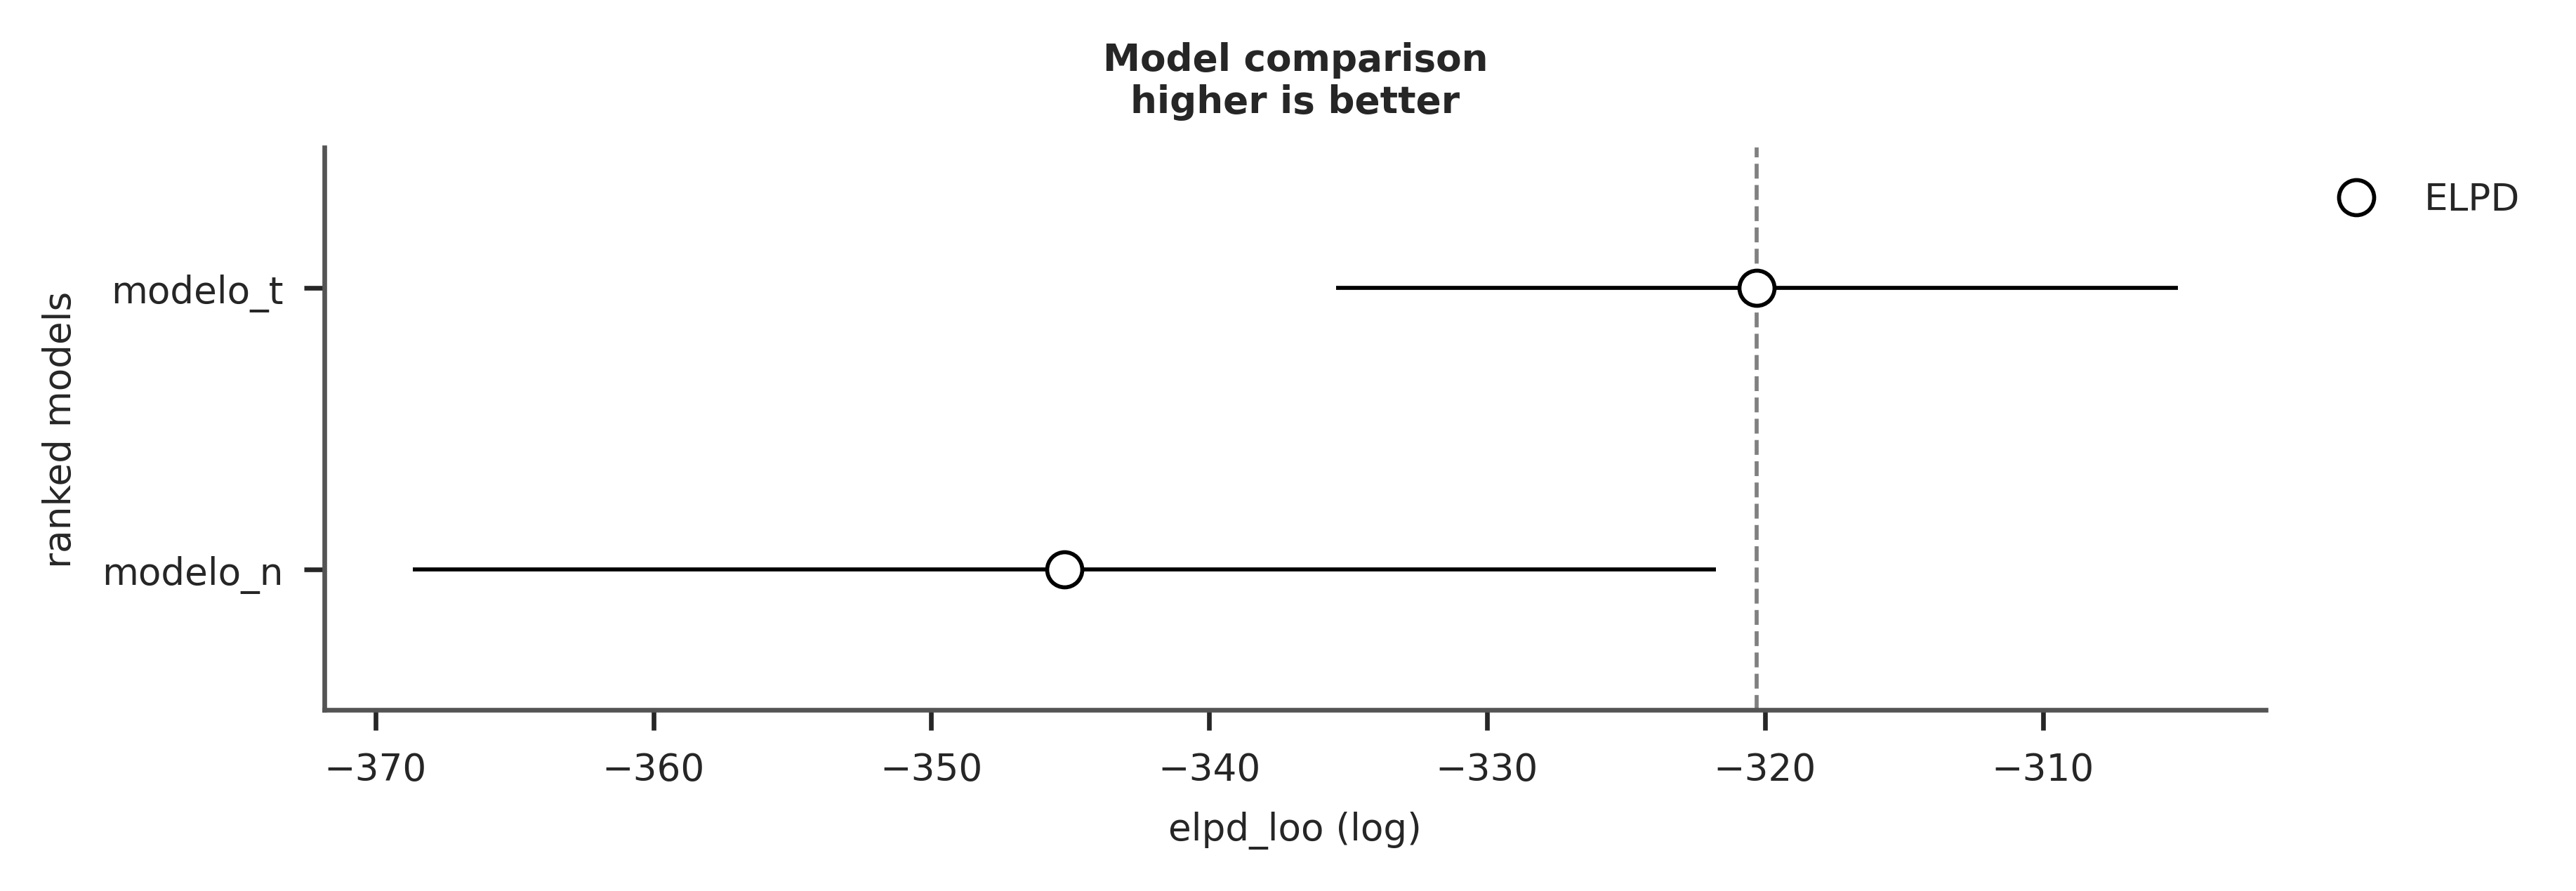 Model comparison
higher is better
ELPD
modelo_t
modelo_n
ranked models
−370
−360
−350
−340
−330
−320
−310
elpd_loo (log)